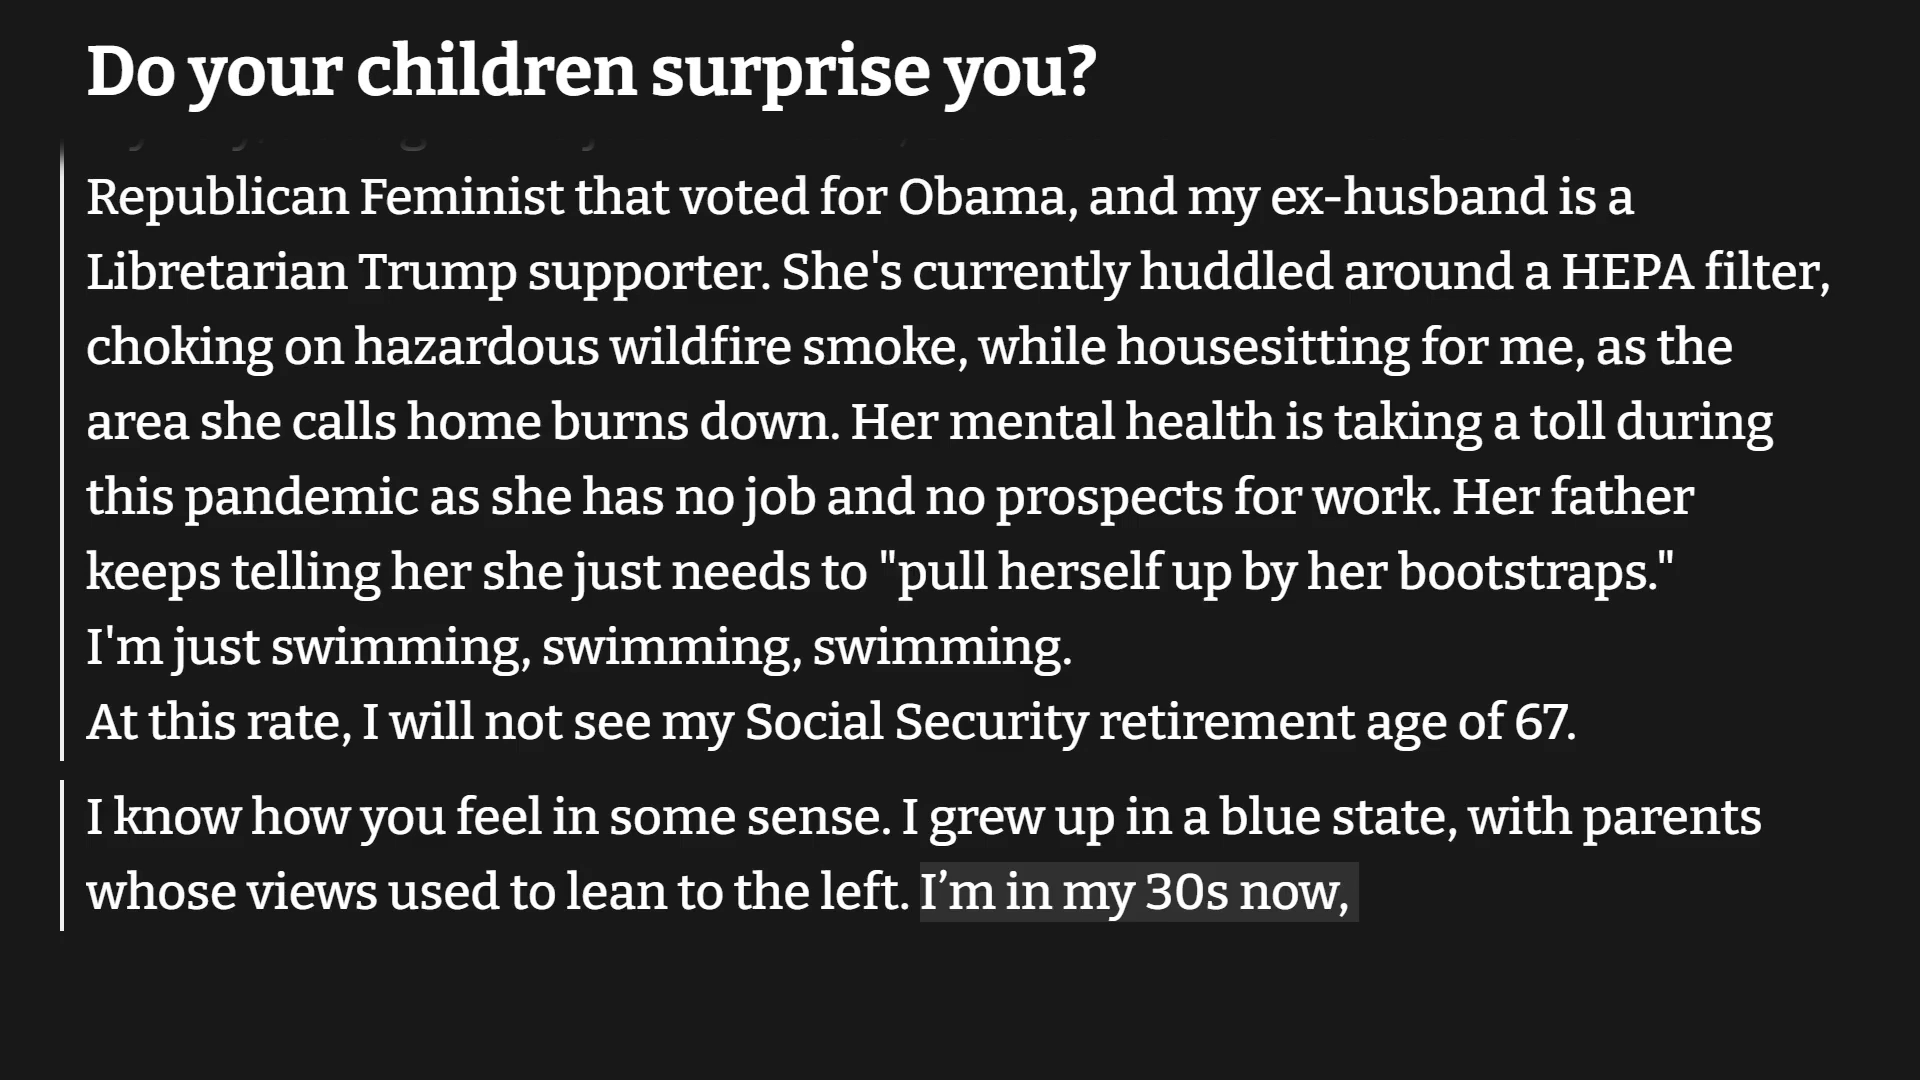 Do your children surprise you?
Republican Feminist that voted for Obama, and my ex-husband is a
Libretarian Trump supporter. She's currently huddled around a HEPA filter,
choking on hazardous wildfire smoke, while housesitting for me, as the
area she calls home burns down. Her mental health is taking a toll during
this pandemic as she has no job and no prospects for work. Her father
keeps telling her she just needs to "pull herself up by her bootstraps."
I'm just swimming, swimming, swimming.
At this rate, I will not see my Social Security retirement age of 67.
I know how you feel in some sense. I grew up in a blue state, with parents
whose views used to lean to the left. I’m in my 30s now,